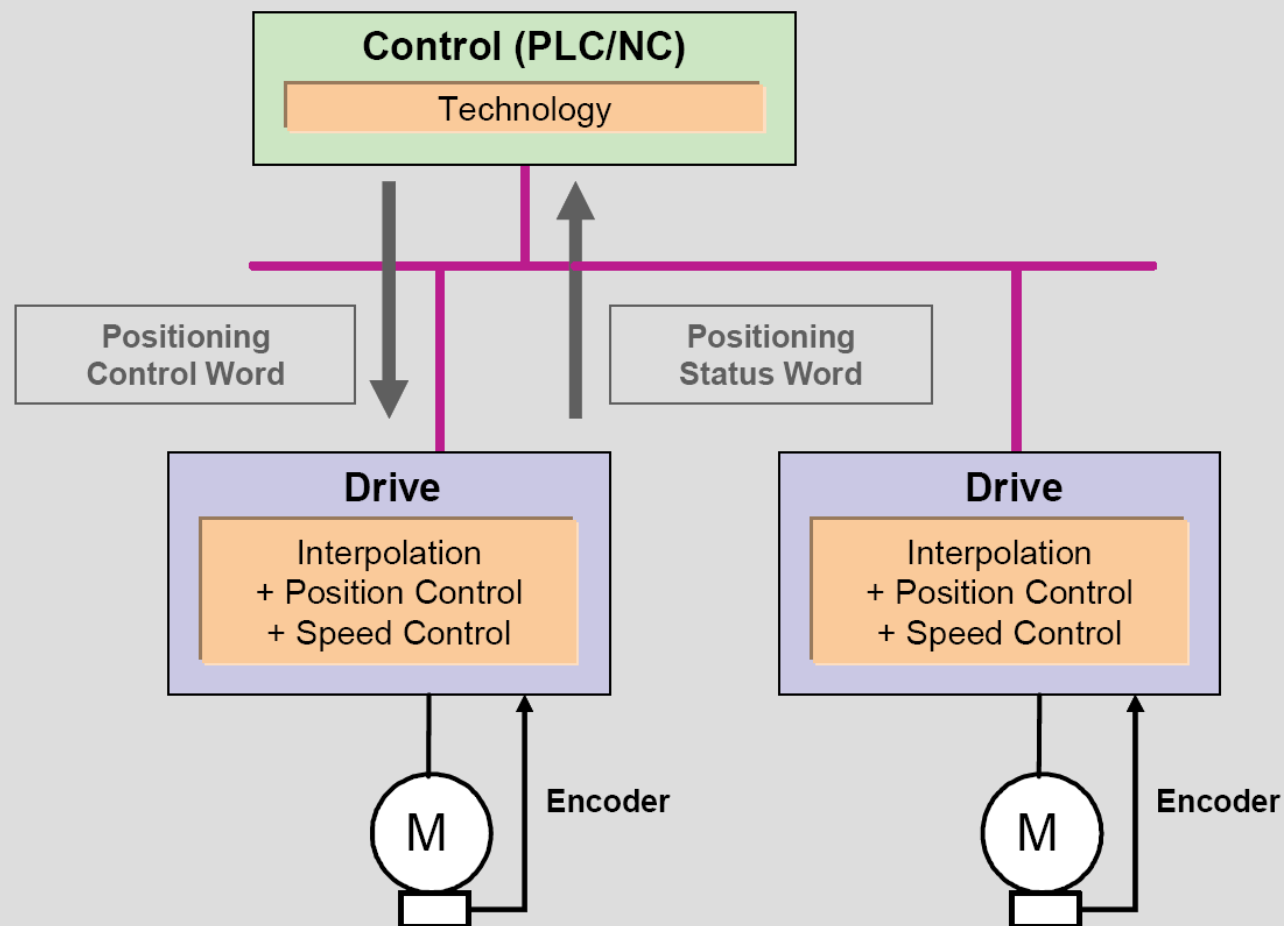 Control (PLC/NC)
Technology
Positioning
Control Word
Positioning
Status Word
Drive
Interpolation
+ Position Control
+ Speed Control
Drive
Interpolation
+ Position Control
+ Speed Control
M
Encoder
M
Encoder